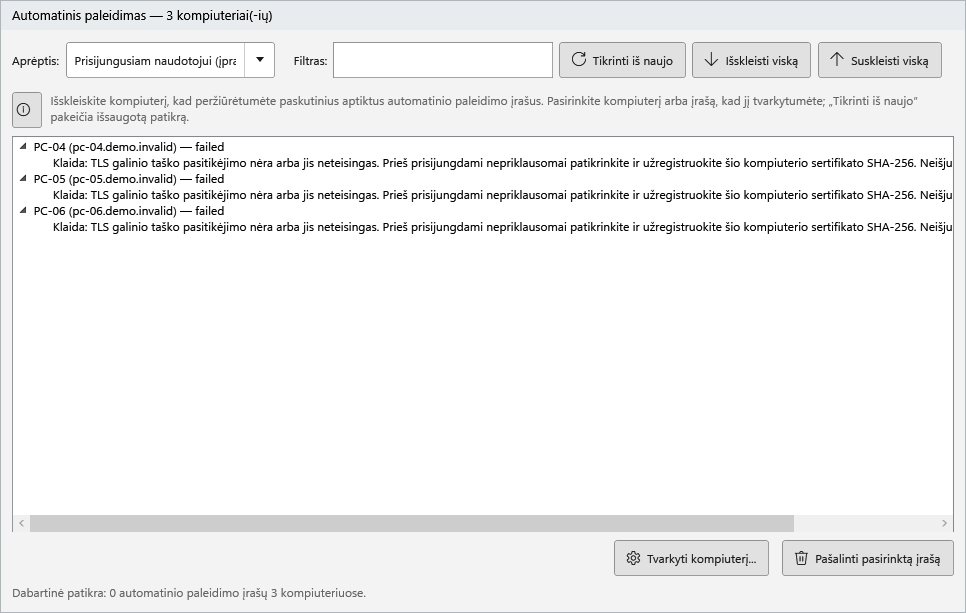 Automatinis paleidimas — 3 kompiuteriai(-ių)
Aprėptis: Prisijungusiam naudotojui (įpra Filtras: Tikrinti iš naujo Išskleisti viską Suskleisti viską
Išskleiskite kompiuterį, kad peržiūrėtumėte paskutinius aptiktus automatinio paleidimo įrašus. Pasirinkite kompiuterį arba įrašą, kad jį tvarkytumėte; „Tikrinti iš naujo“
pakeičia išsaugotą patikrą.
PC-04 (pc-04.demo.invalid) — failed
Klaida: TLS galinio taško pasitikėjimo nėra arba jis neteisingas. Prieš prisijungdami nepriklausomai patikrinkite ir užregistruokite šio kompiuterio sertifikato SHA-256. Neišju
PC-05 (pc-05.demo.invalid) — failed
Klaida: TLS galinio taško pasitikėjimo nėra arba jis neteisingas. Prieš prisijungdami nepriklausomai patikrinkite ir užregistruokite šio kompiuterio sertifikato SHA-256. Neišju
PC-06 (pc-06.demo.invalid) — failed
Klaida: TLS galinio taško pasitikėjimo nėra arba jis neteisingas. Prieš prisijungdami nepriklausomai patikrinkite ir užregistruokite šio kompiuterio sertifikato SHA-256. Neišju
Tvarkyti kompiuterį... Pašalinti pasirinktą įrašą
Dabartinė patikra: 0 automatinio paleidimo įrašų 3 kompiuteriuose.